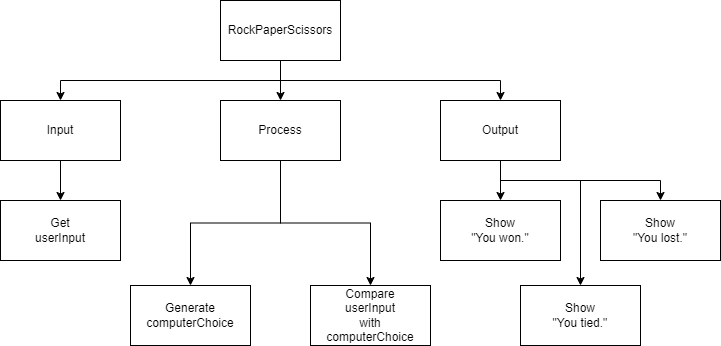 RockPaperScissors
Input
Process
Output
Get
userInput
Show
"You won."
Show
"You lost."
Generate
computerChoice
Compare
userInput
with
computerChoice
Show
"You tied."